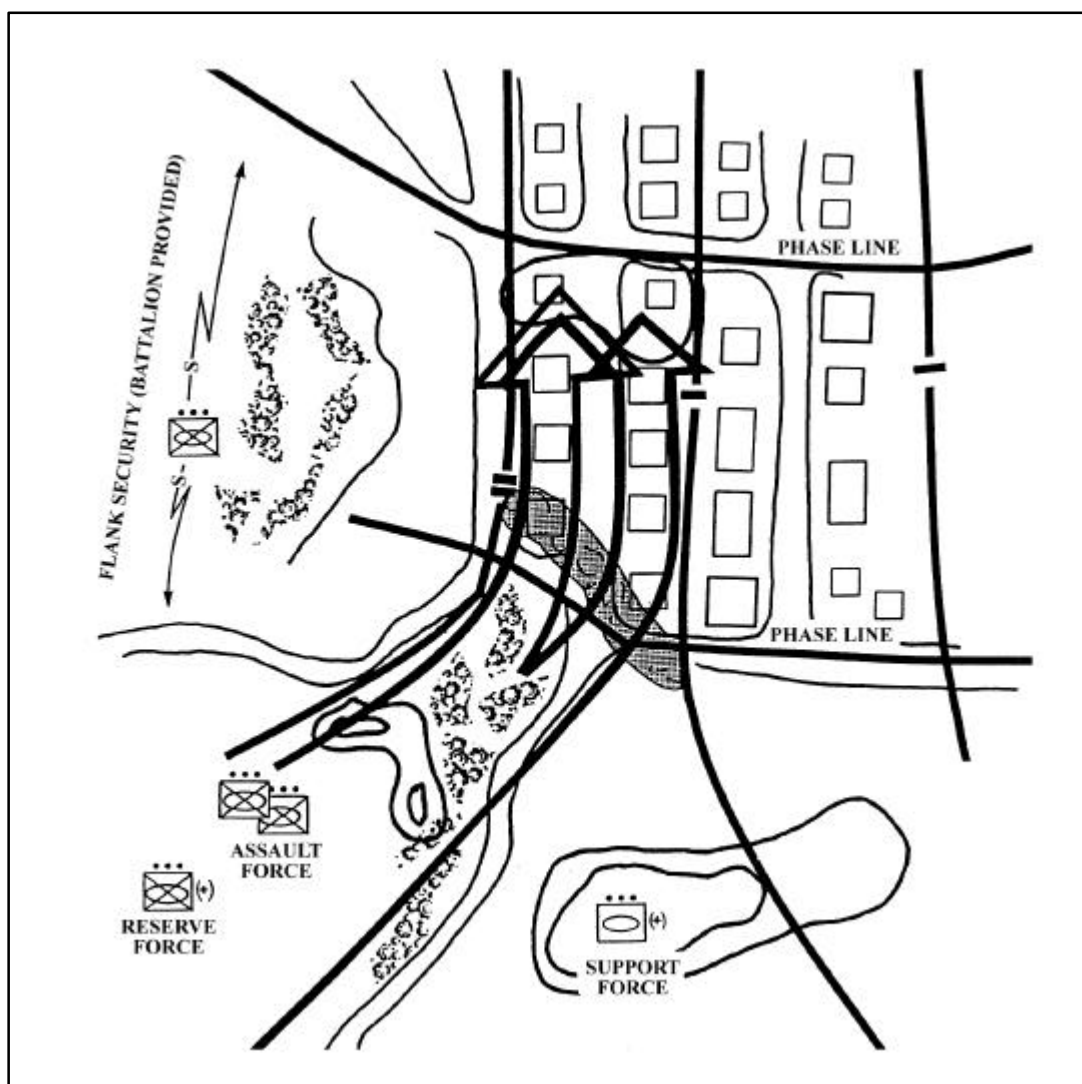 FLANK SECURITY (BATTALION PROVIDED)
S
S
PHASE LINE
PHASE LINE
ASSAULT
FORCE
(+)
RESERVE
FORCE
(+)
SUPPORT
FORCE